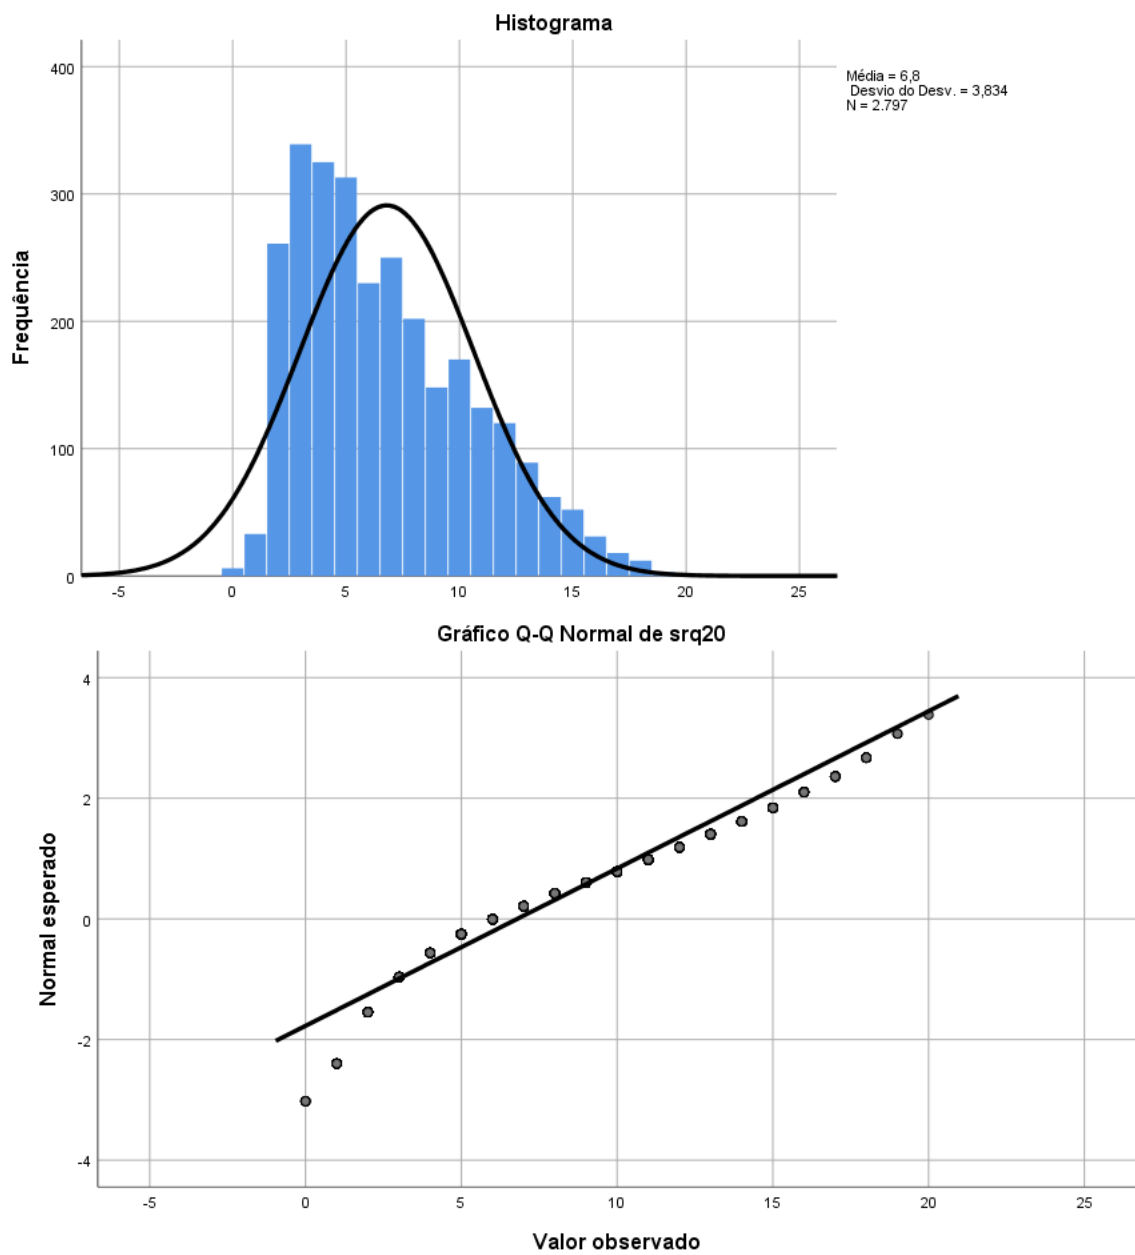 Histograma
400
300
200
100
0
Frequência
-5 0 5 10 15 20 25
Média = 6,8
Desvio do Desv. = 3,834
N = 2.797
Gráfico Q-Q Normal de srq20
4
2
0
-2
-4
Normal esperado
-5 0 5 10 15 20 25
Valor observado